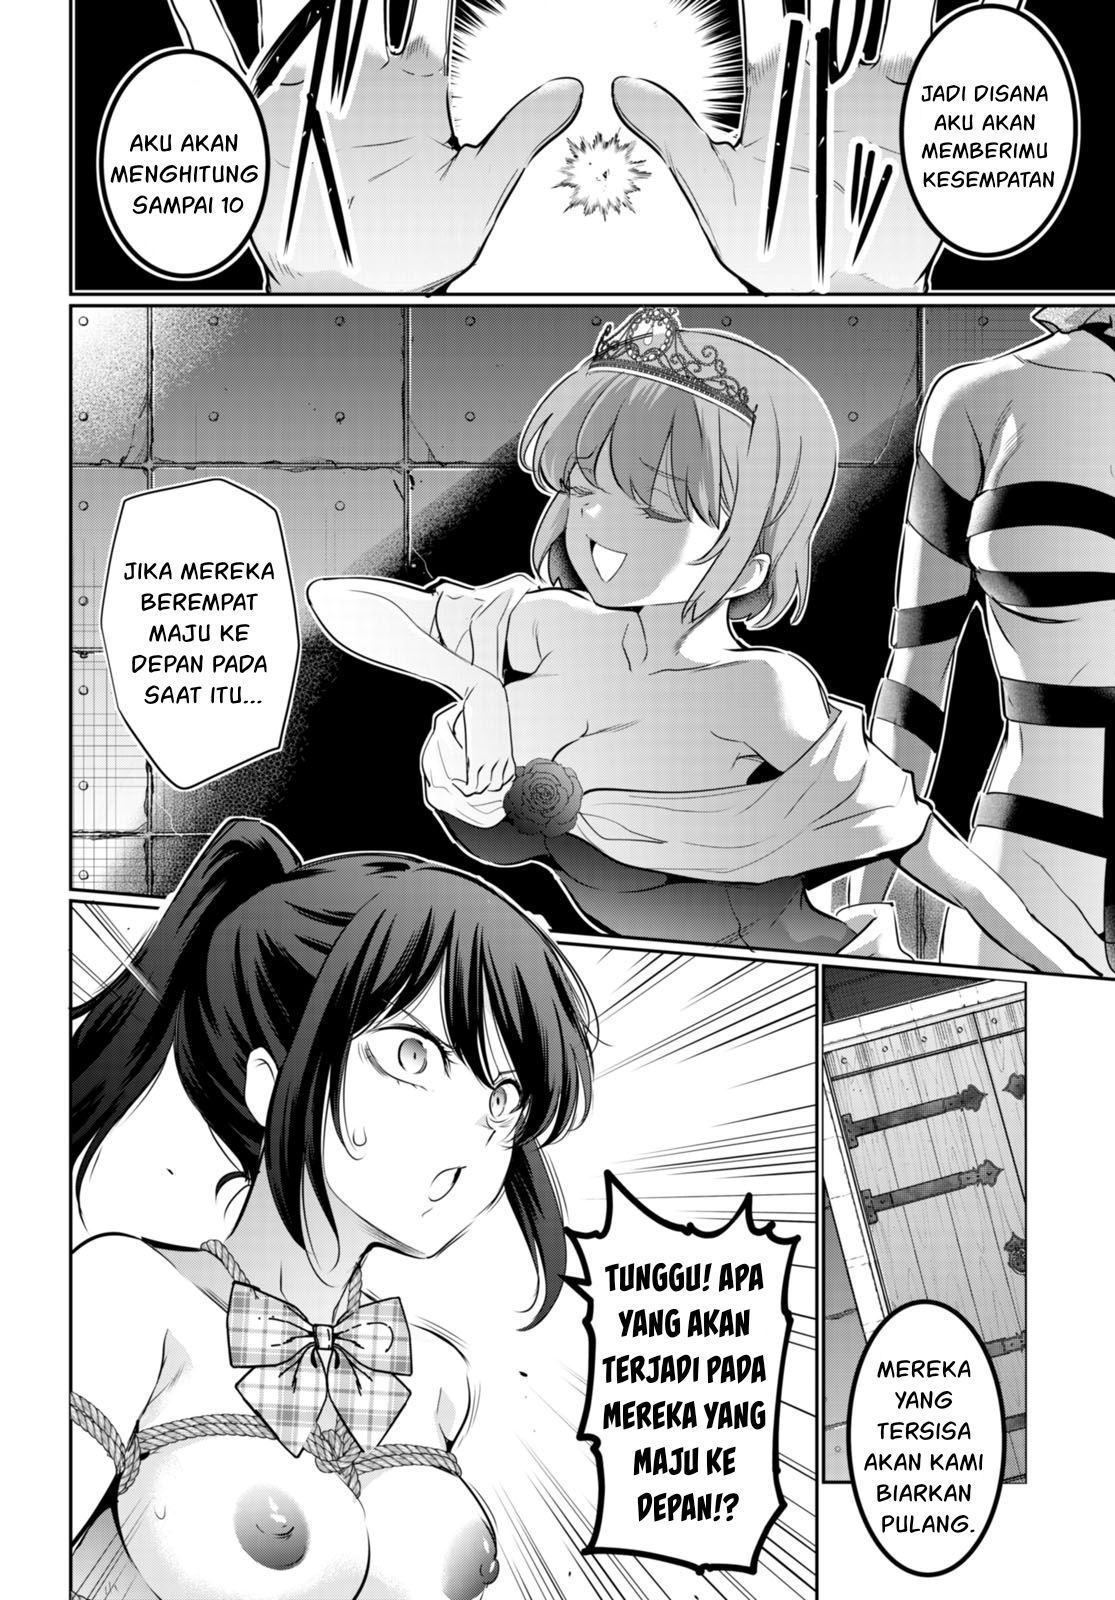 JADI DISANA
AKU AKAN
MEMBERIMU
KESEMPATAN
AKU AKAN
MENGHITUNG
SAMPAI 10
JIKA MEREKA
BEREMPAT
MAJU KE
DEPAN PADA
SAAT ITU...
MEREKA
YANG
TERSISA
AKAN KAMI
BIARKAN
PULANG.
TUNGGU! APA
YANG AKAN
TERJADI PADA
MEREKA YANG
MAJU KE
DEPAN!?